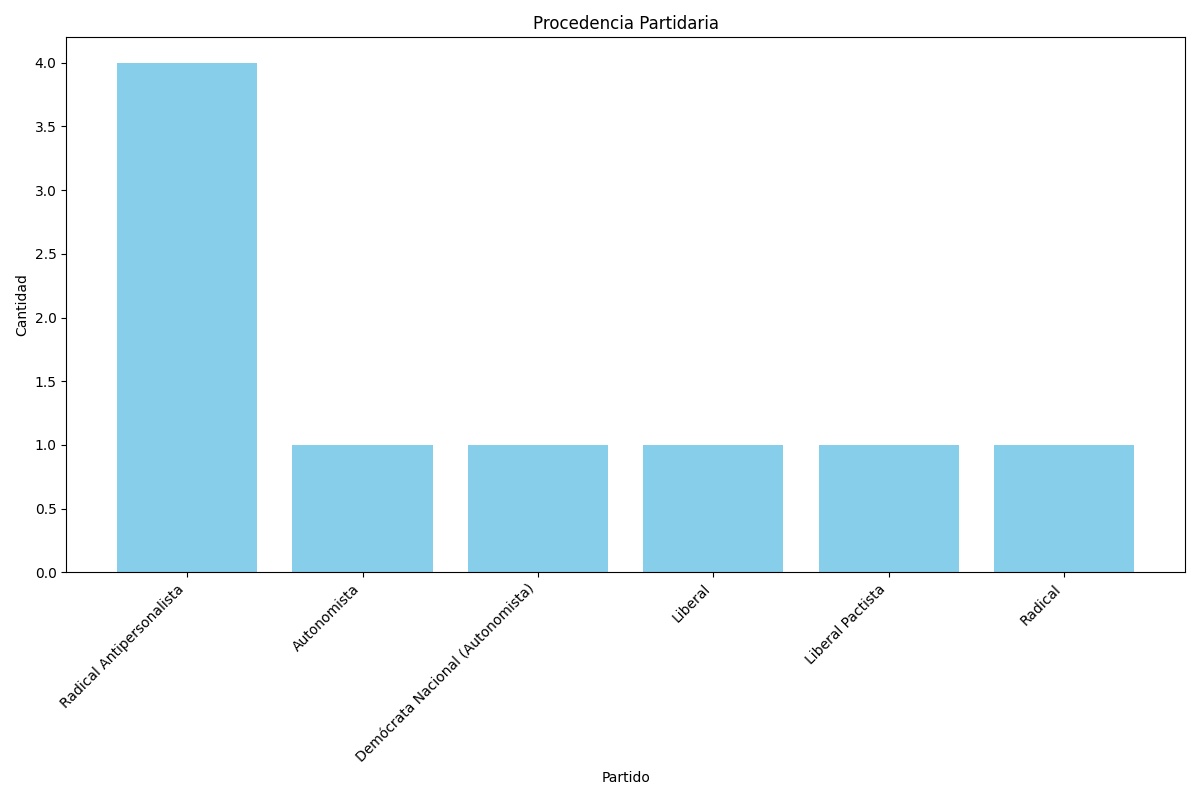 Procedencia Partidaria
Cantidad
4.0
3.5
3.0
2.5
2.0
1.5
1.0
0.5
0.0
Radical Antipersonalista
Autonomista
Demócrata Nacional (Autonomista)
Liberal
Liberal Pactista
Radical
Partido